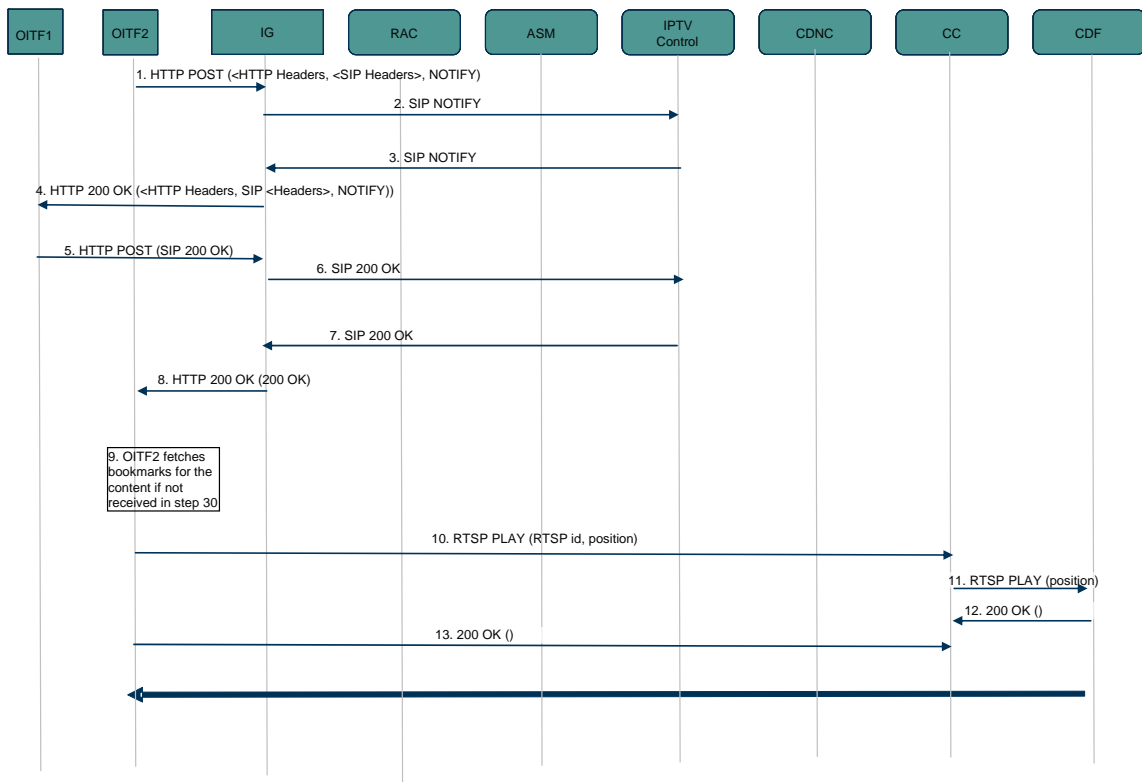 OITF1
OITF2
IG
RAC
ASM
IPTV
Control
CDNC
CC
CDF
1. HTTP POST (<HTTP Headers, <SIP Headers>, NOTIFY)
2. SIP NOTIFY
3. SIP NOTIFY
4. HTTP 200 OK (<HTTP Headers, SIP <Headers>, NOTIFY))
5. HTTP POST (SIP 200 OK)
6. SIP 200 OK
7. SIP 200 OK
8. HTTP 200 OK (200 OK)
9. OITF2 fetches
bookmarks for the
content if not
received in step 30
10. RTSP PLAY (RTSP id, position)
11. RTSP PLAY (position)
12. 200 OK ()
13. 200 OK ()